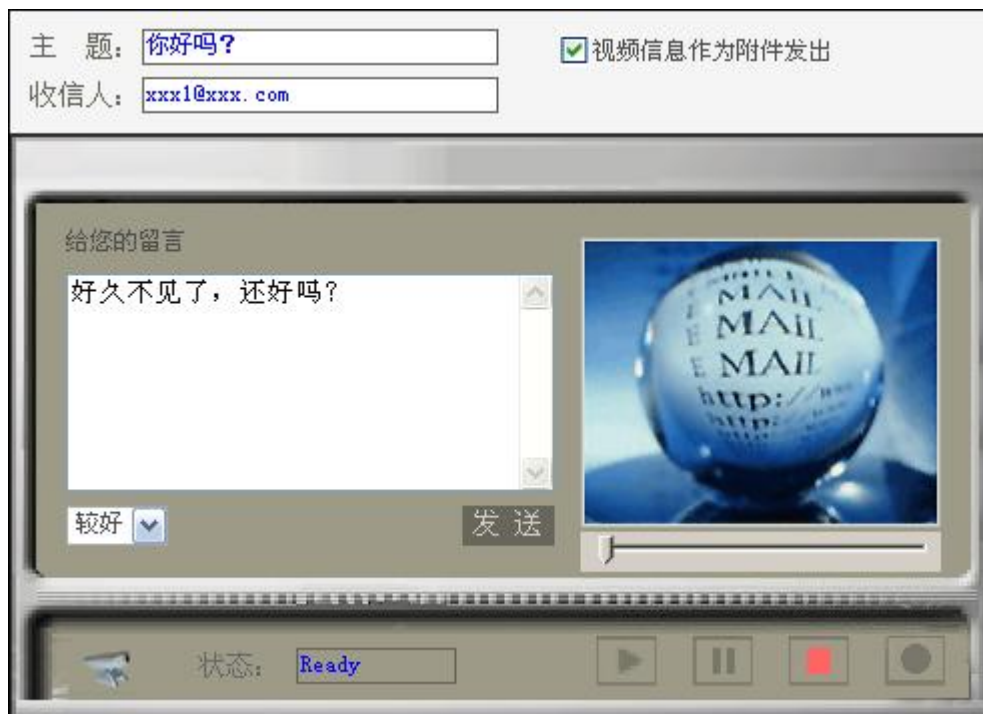 主 题：你好吗?
视频信息作为附件发出
收信人：xxx1@xxx.com
给您的留言
好久不见了，还好吗?
MAIL
E MAIL
E MAIL
http://
http:
http
较好
发 送
状态：Ready